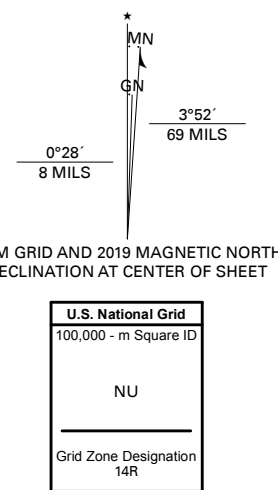 ★
MN
GN
3°52´
69 MILS
0°28´
8 MILS
M GRID AND 2019 MAGNETIC NORTH
ECLINATION AT CENTER OF SHEET
U.S. National Grid
100,000 - m Square ID
NU
Grid Zone Designation
14R